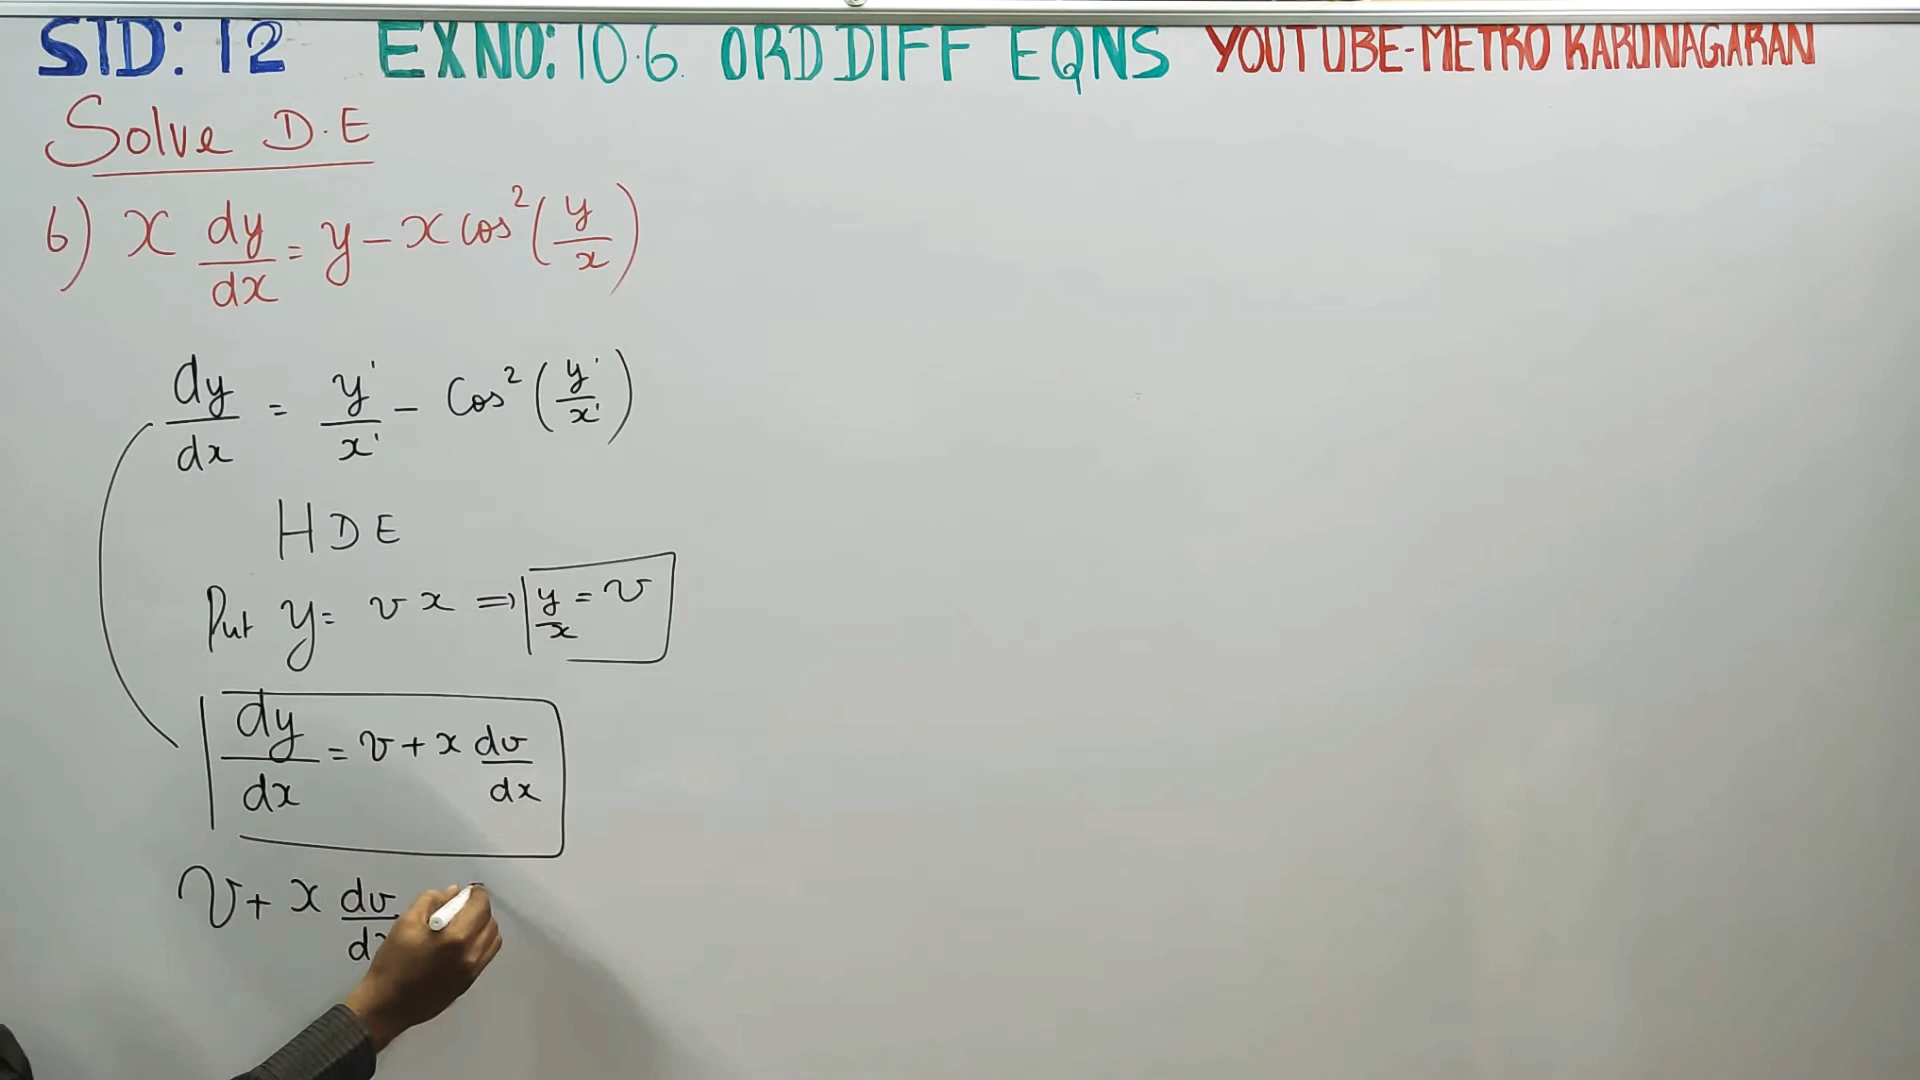 STD: 12 EXNO: 10.6. ORD DIFF EQNS YOUTUBE-METRO KARUNAGARAN
Solve D.E
6) x dy/dx = y - x cos²(y/x)
dy/dx = y/x - Cos²(y/x)
HDE
Put y = vx ⇒ y/x = v
dy/dx = v + x dv/dx
v + x dv/